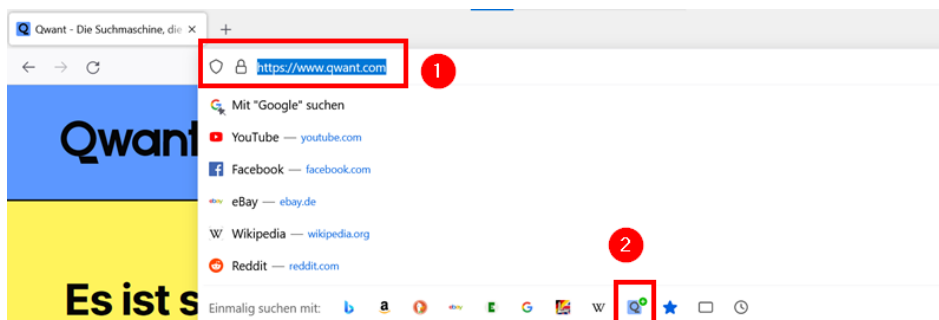 Qwant - Die Suchmaschine, die
https://www.qwant.com
1
Mit "Google" suchen
Qwant
YouTube — youtube.com
Facebook — facebook.com
eBay — ebay.de
Wikipedia — wikipedia.org
2
Reddit — reddit.com
Es ist s
Einmalig suchen mit: